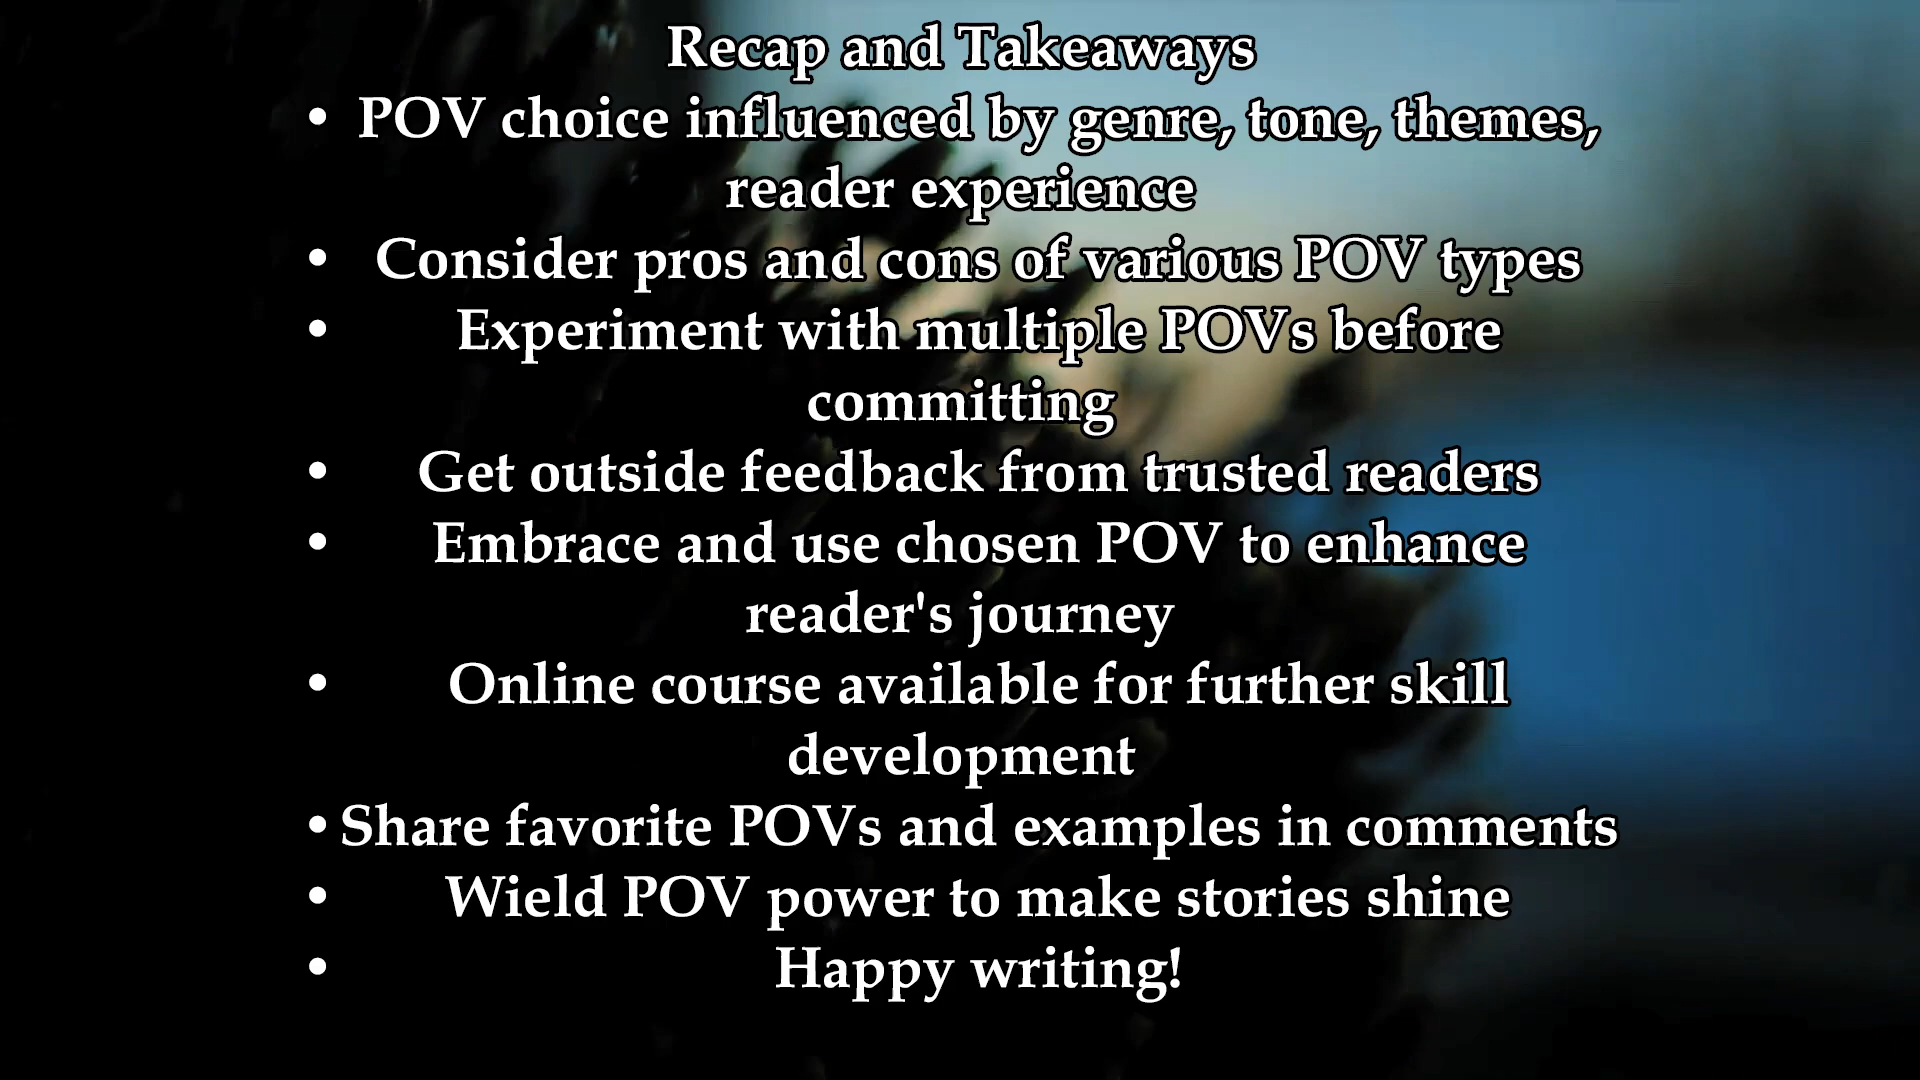 Recap and Takeaways
• POV choice influenced by genre, tone, themes,
reader experience
• Consider pros and cons of various POV types
• Experiment with multiple POVs before
committing
• Get outside feedback from trusted readers
• Embrace and use chosen POV to enhance
reader's journey
• Online course available for further skill
development
• Share favorite POVs and examples in comments
• Wield POV power to make stories shine
• Happy writing!